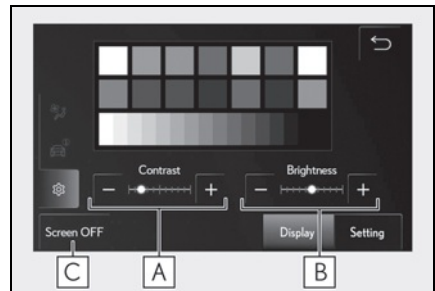 Contrast
Brightness
Screen OFF
Display
Setting
C
A
B